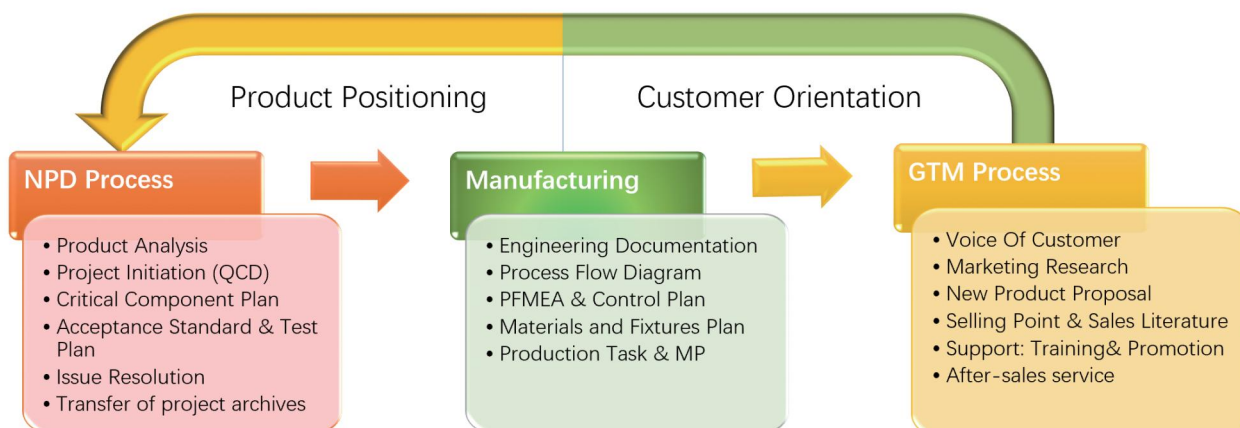 Product Positioning
Customer Orientation
NPD Process
• Product Analysis
• Project Initiation (QCD)
• Critical Component Plan
• Acceptance Standard & Test
Plan
• Issue Resolution
• Transfer of project archives
Manufacturing
• Engineering Documentation
• Process Flow Diagram
• PFMEA & Control Plan
• Materials and Fixtures Plan
• Production Task & MP
GTM Process
• Voice Of Customer
• Marketing Research
• New Product Proposal
• Selling Point & Sales Literature
• Support: Training& Promotion
• After-sales service